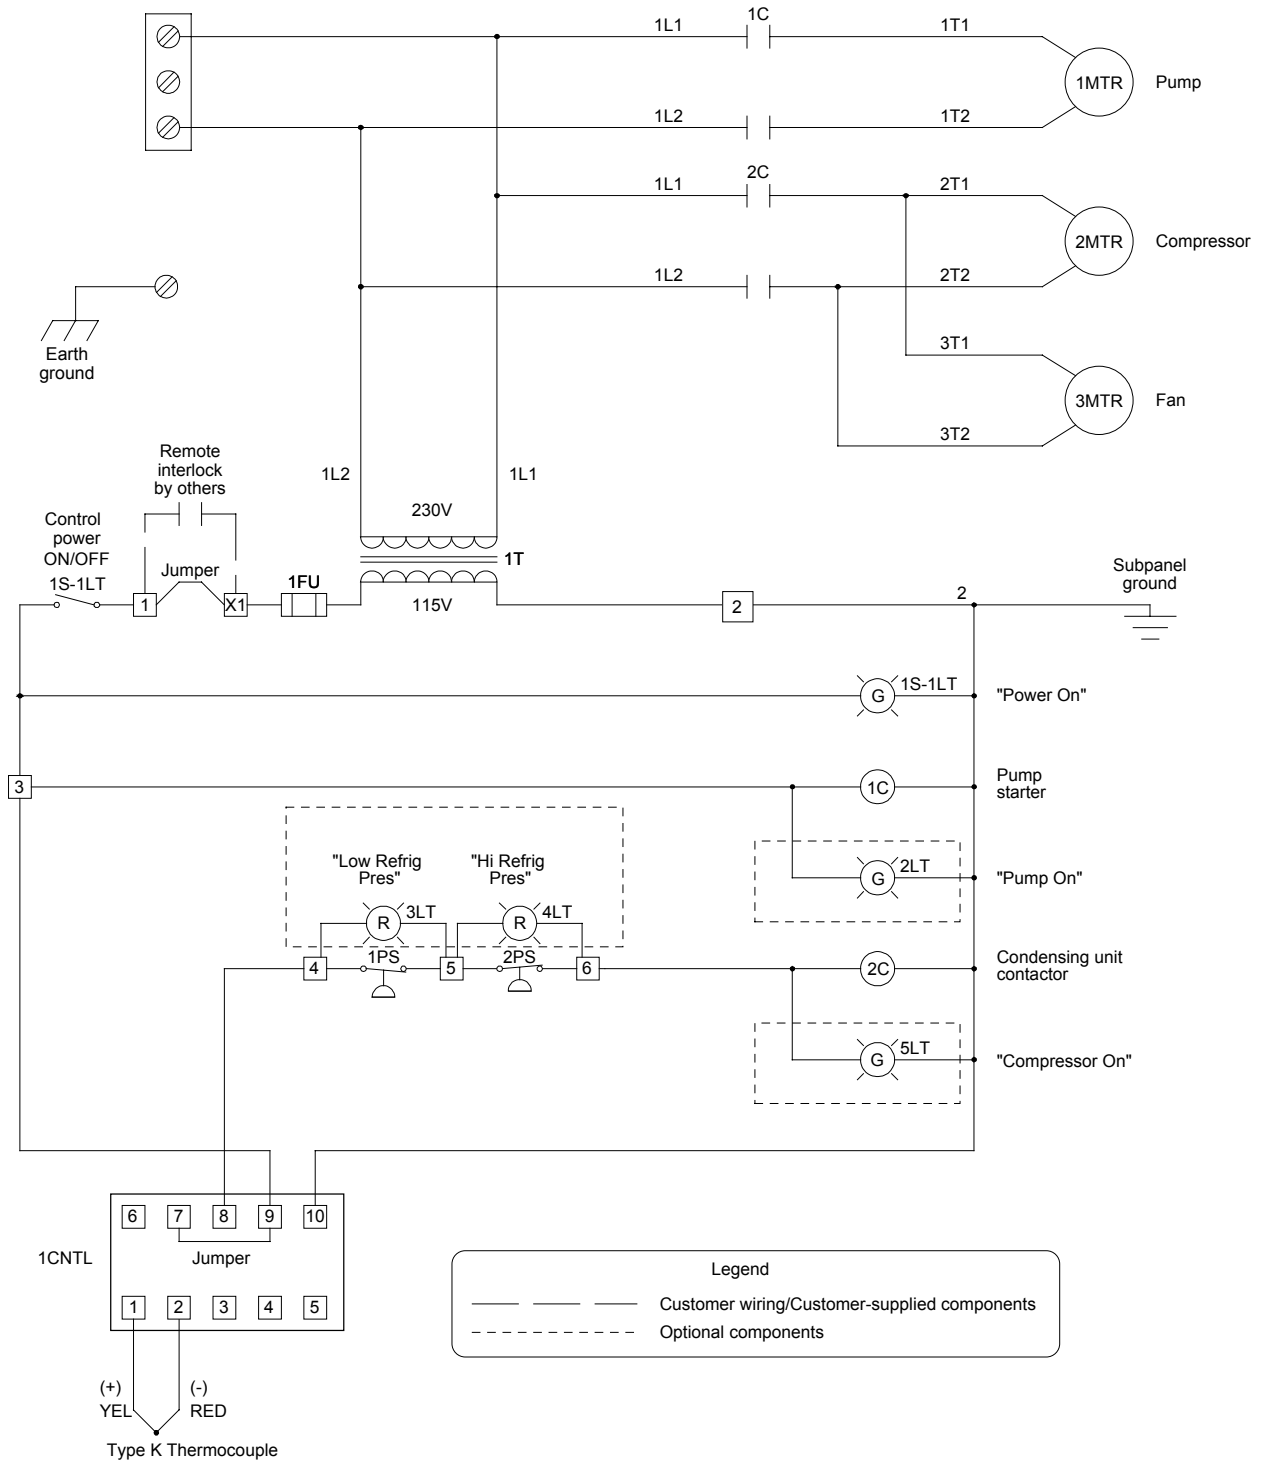 1C
1L1
1T1
1MTR
Pump
1L2
1T2
2C
1L1
2T1
2MTR
Compressor
1L2
2T2
Earth
ground
3T1
3MTR
Fan
3T2
Remote
interlock
by others
1L2
1L1
230V
Control
power
ON/OFF
1S-1LT
Jumper
1FU
1T
115V
Subpanel
ground
1
X1
2
2
G
1S-1LT
"Power On"
3
1C
Pump
starter
"Low Refrig
Pres"
"Hi Refrig
Pres"
G
2LT
"Pump On"
R
3LT
R
4LT
4
1PS
5
2PS
6
2C
Condensing unit
contactor
G
5LT
"Compressor On"
6
7
8
9
10
1CNTL
Jumper
1
2
3
4
5
Legend
Customer wiring/Customer-supplied components
Optional components
(+)
YEL
(-)
RED
Type K Thermocouple